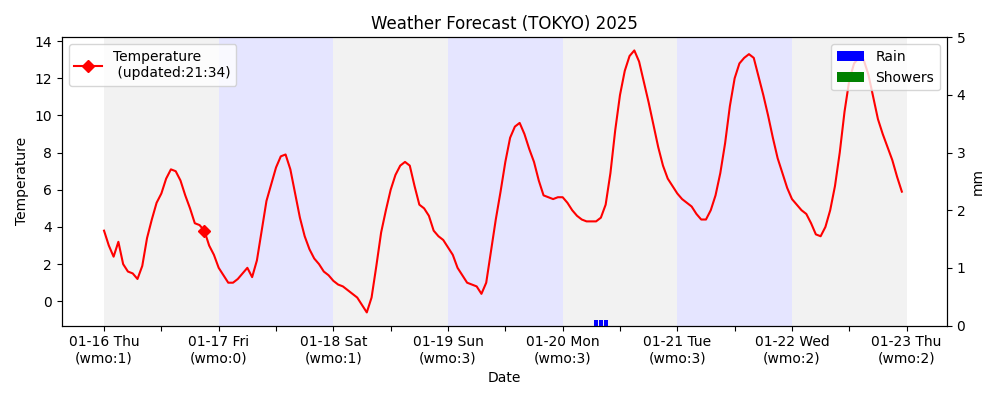 Weather Forecast (TOKYO) 2025
Temperature
(updated:21:34)
Rain
Showers
14
12
10
8
6
4
2
0
Temperature
5
4
3
2
1
0
mm
01-16 Thu
(wmo:1)
01-17 Fri
(wmo:0)
01-18 Sat
(wmo:1)
01-19 Sun
(wmo:3)
01-20 Mon
(wmo:3)
01-21 Tue
(wmo:3)
01-22 Wed
(wmo:2)
01-23 Thu
(wmo:2)
Date